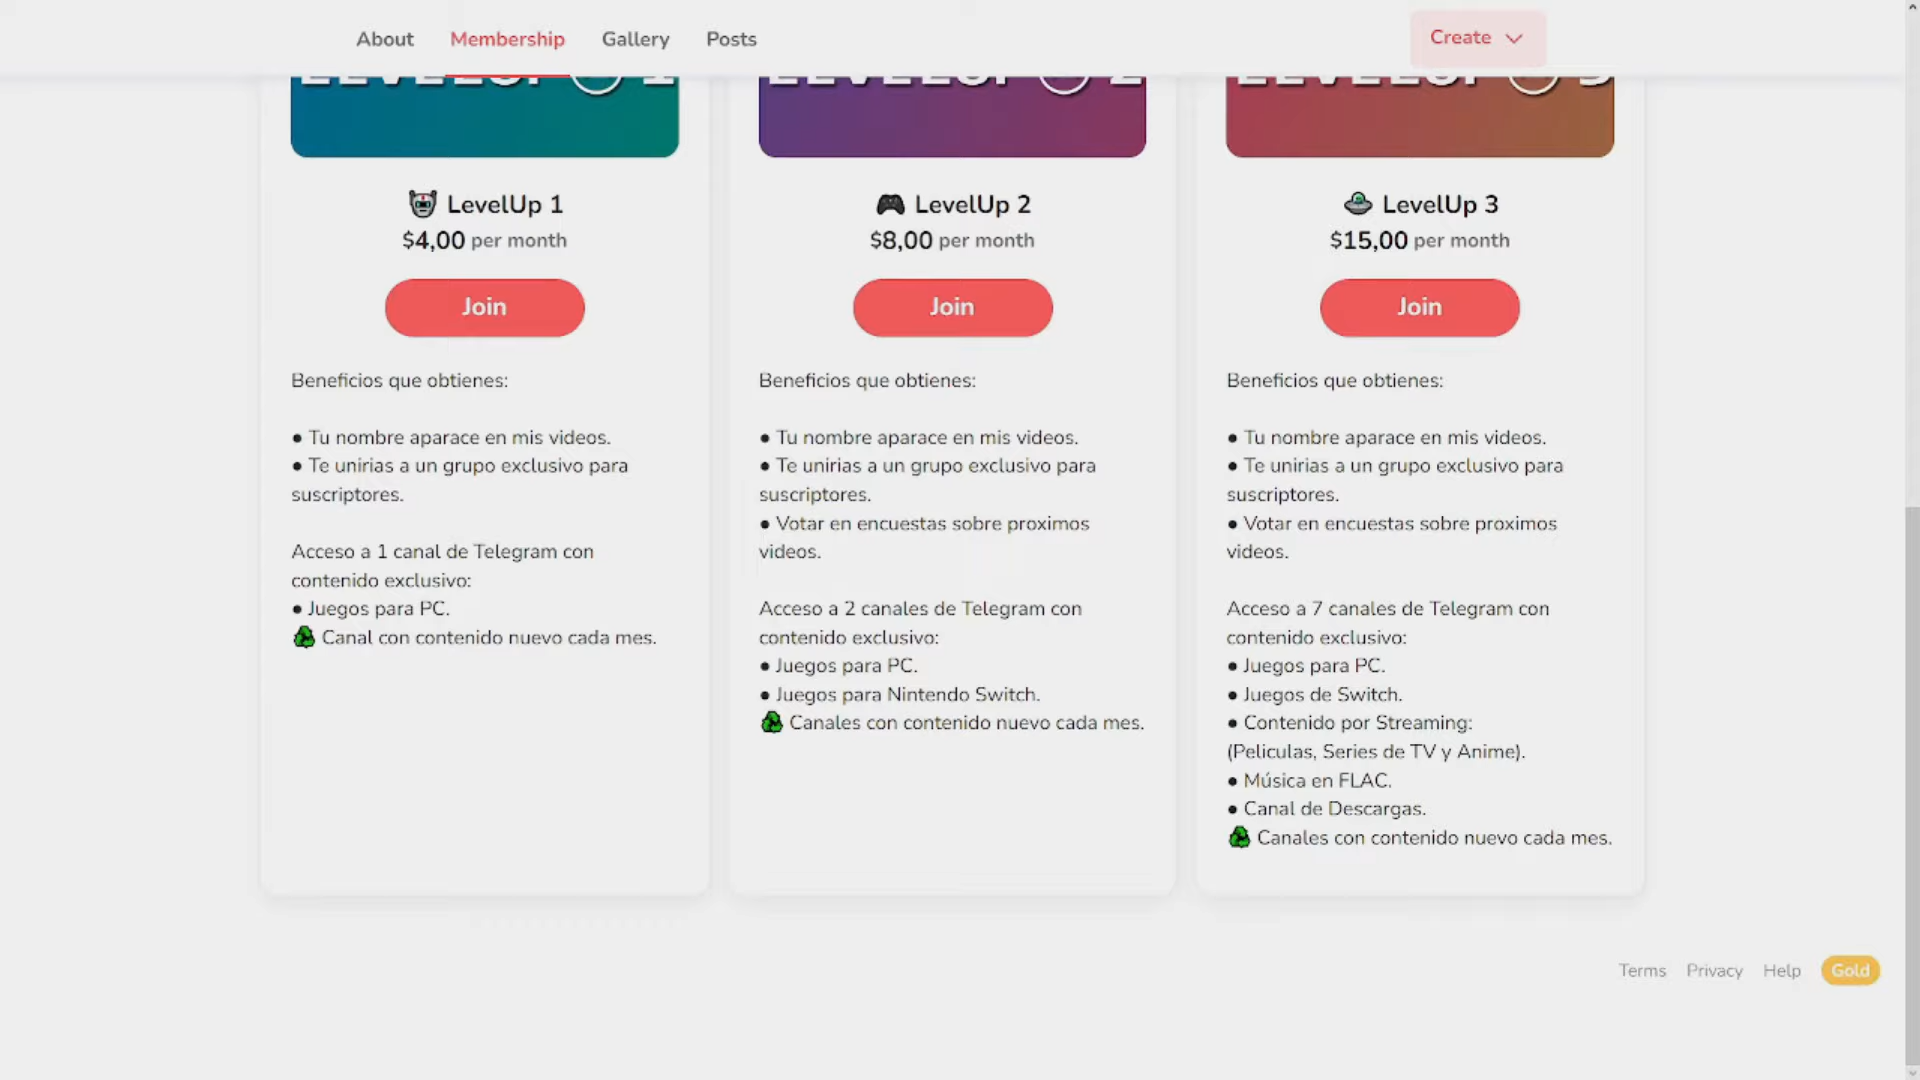 About Membership Gallery Posts Create
LEVELUP 1
LEVELUP 2
LEVELUP 3
LevelUp 1
$4,00 per month
Join
Beneficios que obtienes:
● Tu nombre aparace en mis videos.
● Te unirias a un grupo exclusivo para
suscriptores.
Acceso a 1 canal de Telegram con
contenido exclusivo:
● Juegos para PC.
Canal con contenido nuevo cada mes.
LevelUp 2
$8,00 per month
Join
Beneficios que obtienes:
● Tu nombre aparace en mis videos.
● Te unirias a un grupo exclusivo para
suscriptores.
● Votar en encuestas sobre proximos
videos.
Acceso a 2 canales de Telegram con
contenido exclusivo:
● Juegos para PC.
● Juegos para Nintendo Switch.
Canales con contenido nuevo cada mes.
LevelUp 3
$15,00 per month
Join
Beneficios que obtienes:
● Tu nombre aparace en mis videos.
● Te unirias a un grupo exclusivo para
suscriptores.
● Votar en encuestas sobre proximos
videos.
Acceso a 7 canales de Telegram con
contenido exclusivo:
● Juegos para PC.
● Juegos de Switch.
● Contenido por Streaming:
(Peliculas, Series de TV y Anime).
● Música en FLAC.
● Canal de Descargas.
Canales con contenido nuevo cada mes.
Terms Privacy Help Gold